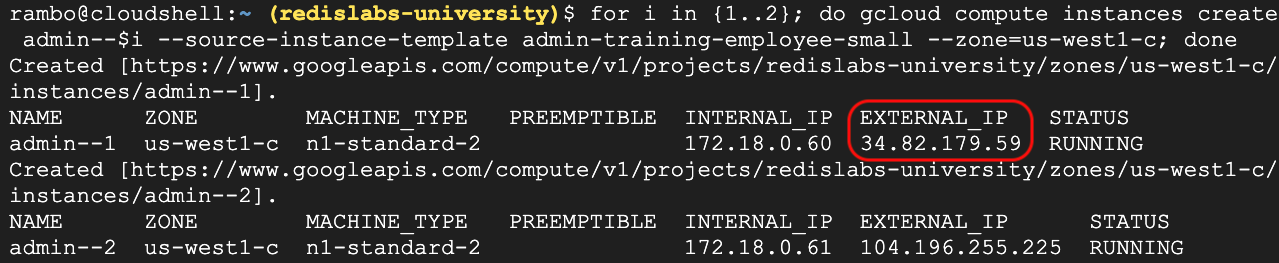 rambo@cloudshell:~ (redislabs-university)$ for i in {1..2}; do gcloud compute instances create
admin--$i --source-instance-template admin-training-employee-small --zone=us-west1-c; done
Created [https://www.googleapis.com/compute/v1/projects/redislabs-university/zones/us-west1-c/
instances/admin--1].
NAME ZONE MACHINE_TYPE PREEMPTIBLE INTERNAL_IP EXTERNAL_IP STATUS
admin--1 us-west1-c n1-standard-2 172.18.0.60 34.82.179.59 RUNNING
Created [https://www.googleapis.com/compute/v1/projects/redislabs-university/zones/us-west1-c/
instances/admin--2].
NAME ZONE MACHINE_TYPE PREEMPTIBLE INTERNAL_IP EXTERNAL_IP STATUS
admin--2 us-west1-c n1-standard-2 172.18.0.61 104.196.255.225 RUNNING